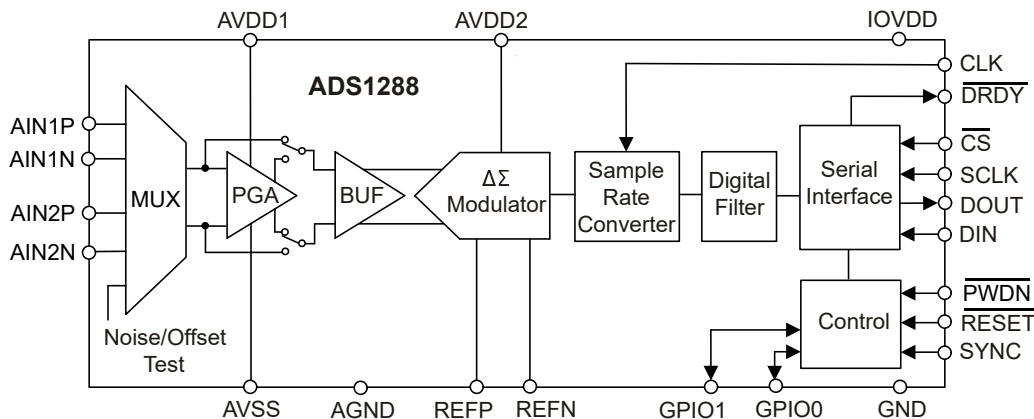 AVDD1
AVDD2
IOVDD
ADS1288
CLK
DRDY
AIN1P
CS
AIN1N
SCLK
MUX
PGA
BUF
ΔΣ
Modulator
Sample
Rate
Converter
Digital
Filter
Serial
Interface
DOUT
AIN2P
DIN
AIN2N
PWDN
Control
RESET
Noise/Offset
Test
SYNC
AVSS
AGND
REFP
REFN
GPIO1
GPIO0
GND